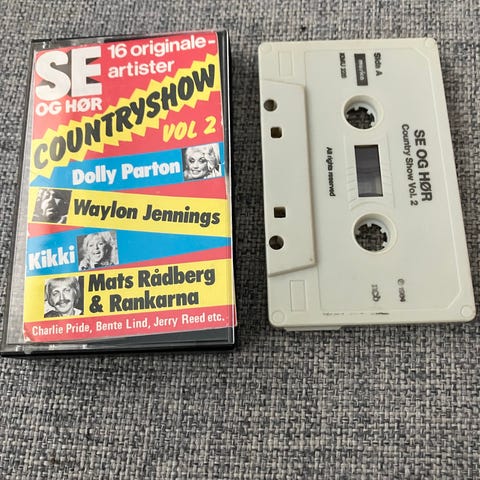 SE
OG HØR
16 originale-
artister
COUNTRYSHOW
VOL 2
Dolly Parton
Waylon Jennings
Kikki
Mats Rådberg
& Rankarna
Charlie Pride, Bente Lind, Jerry Reed etc.
Side A
All rights reserved
SE OG HØR
Country Show Vol. 2